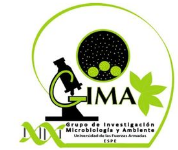 GIMA
Grupo de Investigación
Microbiología y Ambiente
Universidad de las Fuerzas Armadas
ESPE